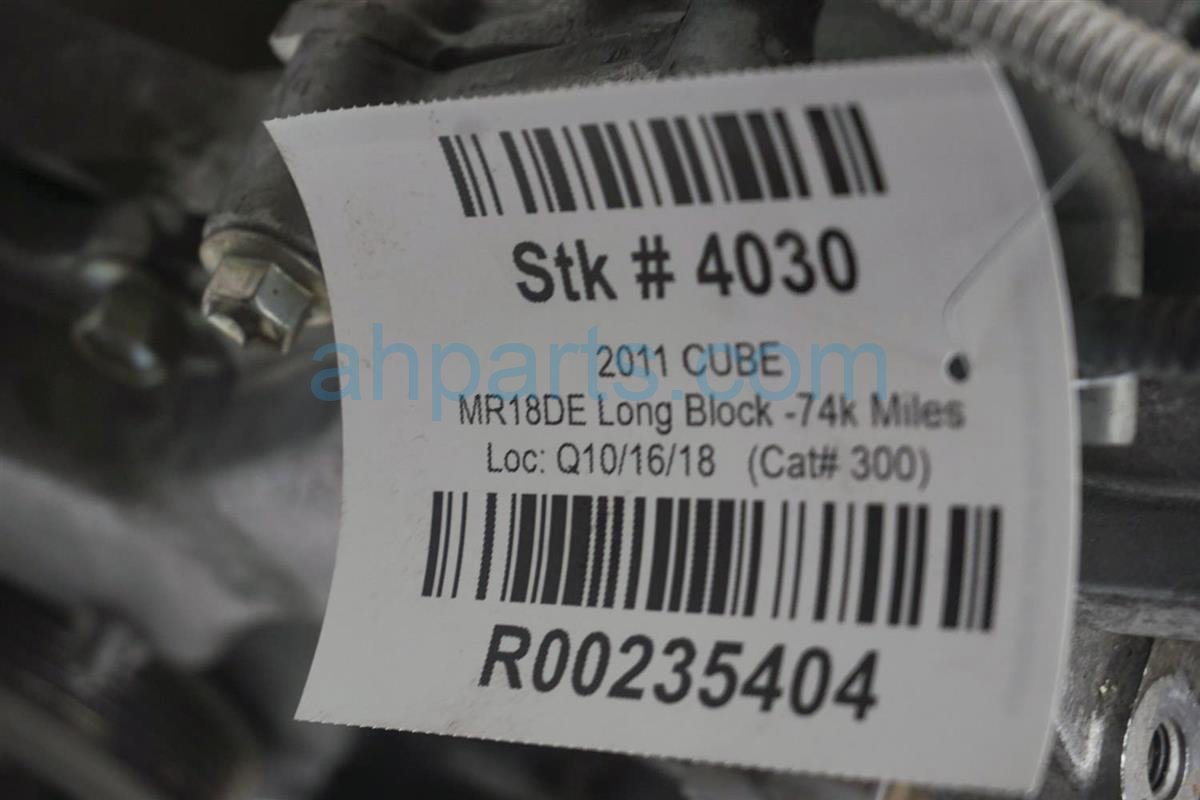 Stk # 4030
ahparts.com
2011 CUBE
MR18DE Long Block -74k Miles
Loc: Q10/16/18 (Cat# 300)
R00235404